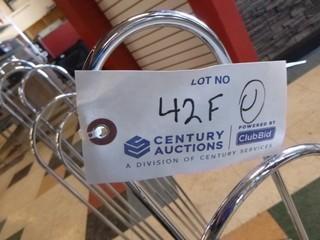 LOT NO
42F
CENTURY
AUCTIONS
POWERED BY
ClubBid
A DIVISION OF CENTURY SERVICES